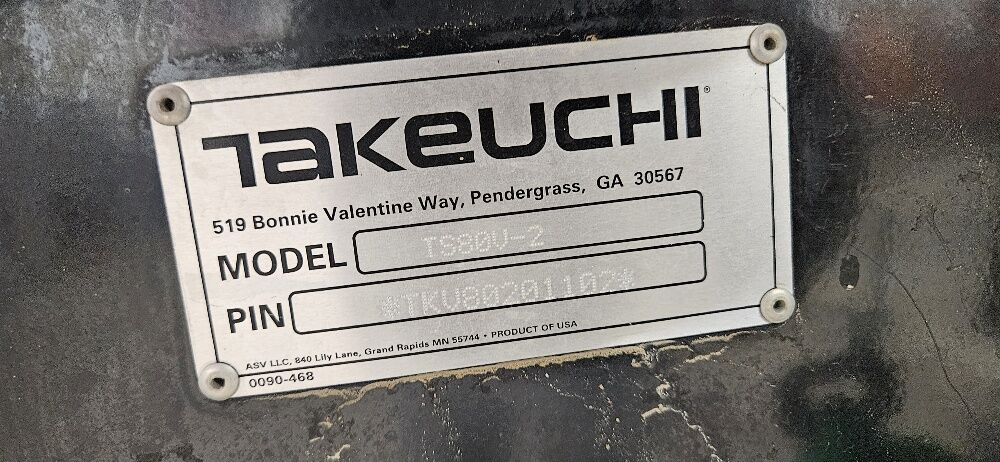 TAKEUCHI®
519 Bonnie Valentine Way, Pendergrass, GA 30567
MODEL TS80V-2
PIN *TKV80201102*
ASV LLC, 840 Lily Lane, Grand Rapids MN 55744 • PRODUCT OF USA
0090-468